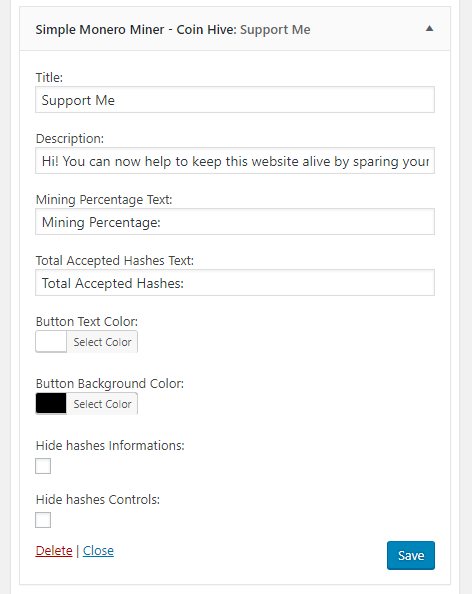 Simple Monero Miner - Coin Hive: Support Me
Title:
Support Me
Description:
Hi! You can now help to keep this website alive by sparing your
Mining Percentage Text:
Mining Percentage:
Total Accepted Hashes Text:
Total Accepted Hashes:
Button Text Color:
Select Color
Button Background Color:
Select Color
Hide hashes Informations:
Hide hashes Controls:
Delete | Close
Save